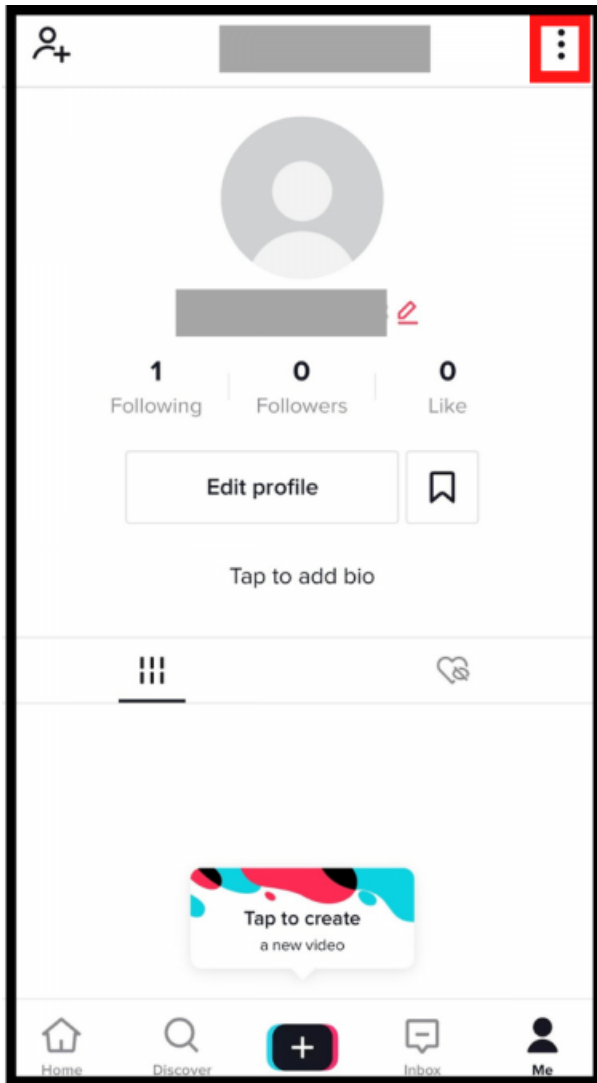 1 0 0
Following Followers Like
Edit profile
Tap to add bio
Tap to create
a new video
Home Discover Inbox Me